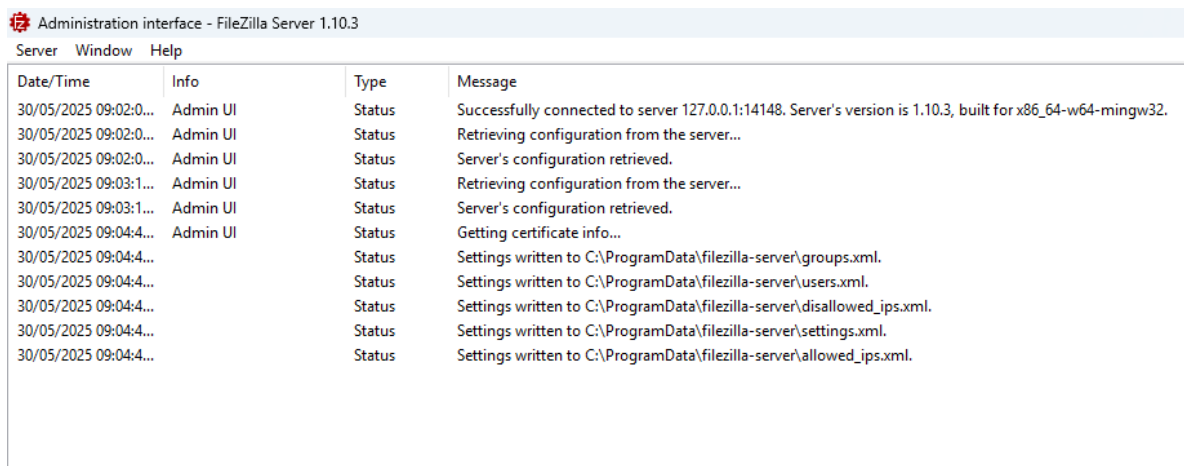 Administration interface - FileZilla Server 1.10.3
Server Window Help
Date/Time Info Type Message
30/05/2025 09:02:0... Admin UI Status Successfully connected to server 127.0.0.1:14148. Server's version is 1.10.3, built for x86_64-w64-mingw32.
30/05/2025 09:02:0... Admin UI Status Retrieving configuration from the server...
30/05/2025 09:02:0... Admin UI Status Server's configuration retrieved.
30/05/2025 09:03:1... Admin UI Status Retrieving configuration from the server...
30/05/2025 09:03:1... Admin UI Status Server's configuration retrieved.
30/05/2025 09:04:4... Admin UI Status Getting certificate info...
30/05/2025 09:04:4... Status Settings written to C:\ProgramData\filezilla-server\groups.xml.
30/05/2025 09:04:4... Status Settings written to C:\ProgramData\filezilla-server\users.xml.
30/05/2025 09:04:4... Status Settings written to C:\ProgramData\filezilla-server\disallowed_ips.xml.
30/05/2025 09:04:4... Status Settings written to C:\ProgramData\filezilla-server\settings.xml.
30/05/2025 09:04:4... Status Settings written to C:\ProgramData\filezilla-server\allowed_ips.xml.